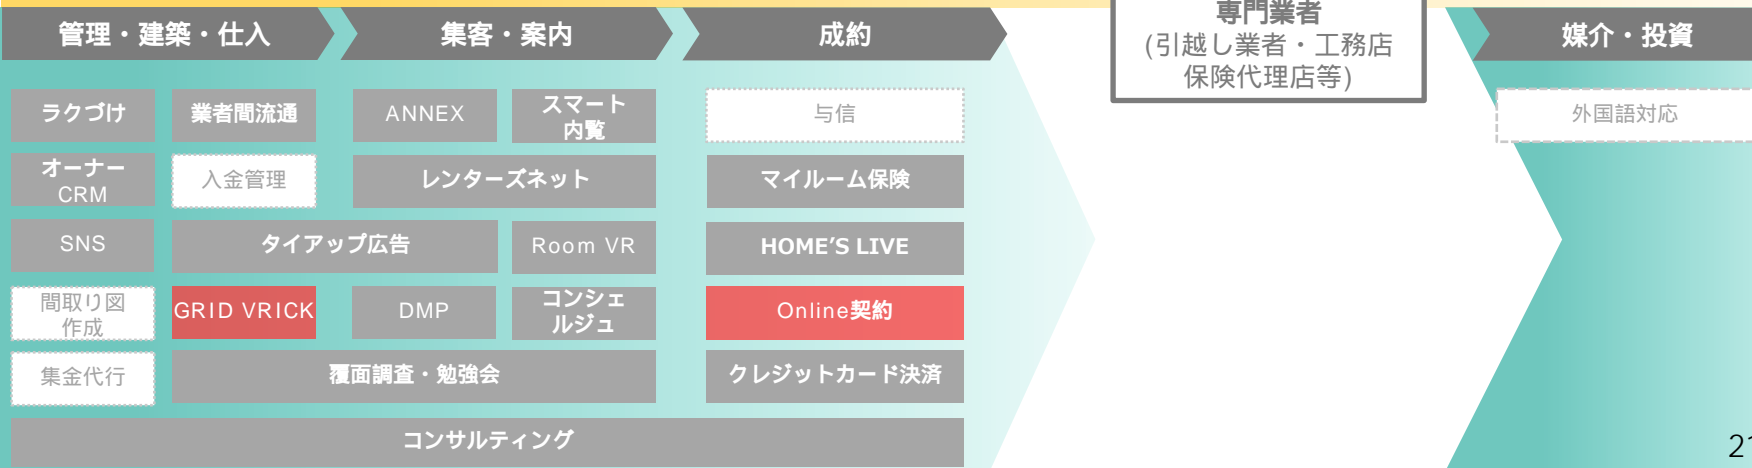 管理・建築・仕入
集客・案内
成約
専門業者
(引越し業者・工務店
保険代理店等)
媒介・投資
ラクづけ
業者間流通
ANNEX
スマート
内覧
与信
外国語対応
オーナー
CRM
入金管理
レンターズネット
マイルーム保険
SNS
タイアップ広告
Room VR
HOME'S LIVE
間取り図
作成
GRID VRICK
DMP
コンシェ
ルジュ
Online契約
集金代行
覆面調査・勉強会
クレジットカード決済
コンサルティング
21